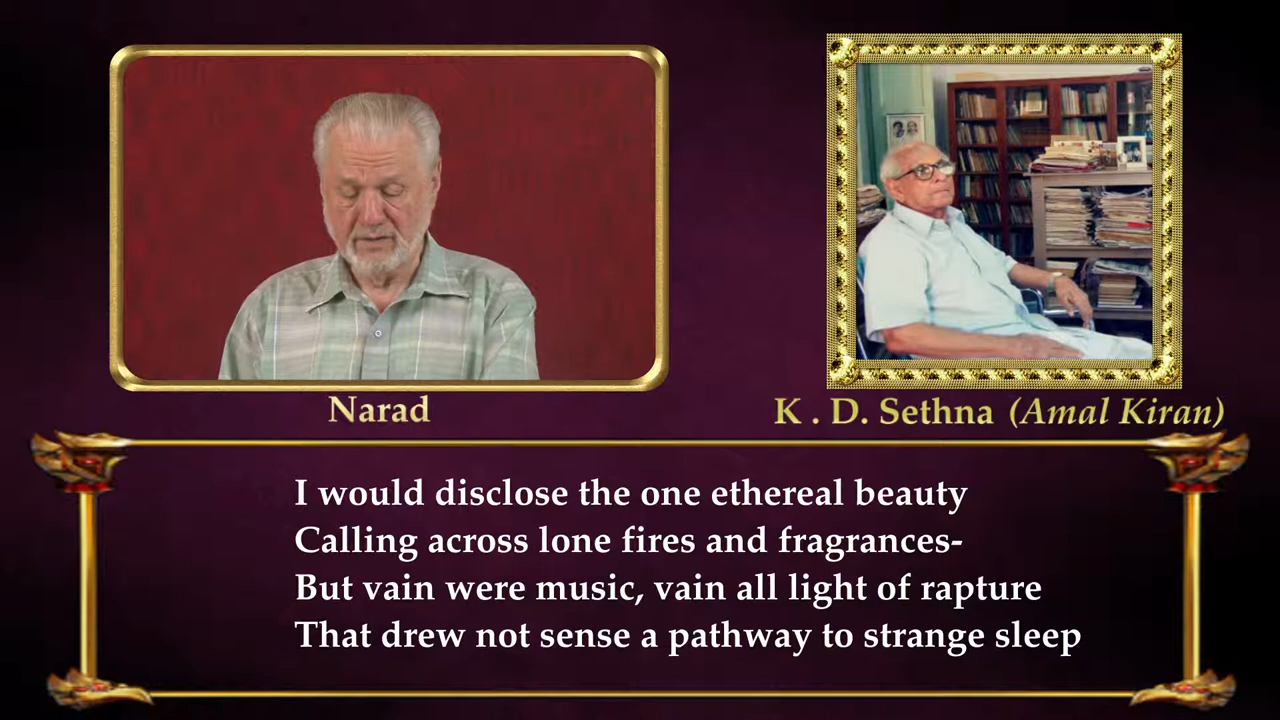 Narad
K . D. Sethna (Amal Kiran)
I would disclose the one ethereal beauty
Calling across lone fires and fragrances-
But vain were music, vain all light of rapture
That drew not sense a pathway to strange sleep